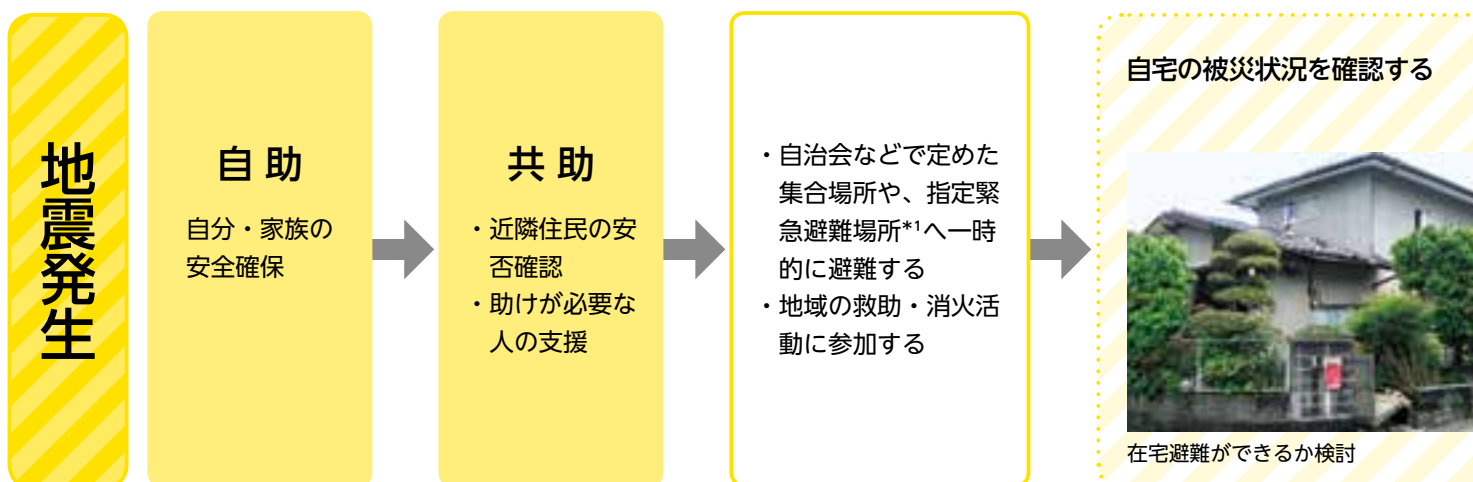 地震発生
自助
自分・家族の
安全確保
共助
・近隣住民の安
否確認
・助けが必要な
人の支援
・自治会などで定めた
集合場所や、指定緊
急避難場所*1へ一時
的に避難する
・地域の救助・消火活
動に参加する
自宅の被災状況を確認する
在宅避難ができるか検討